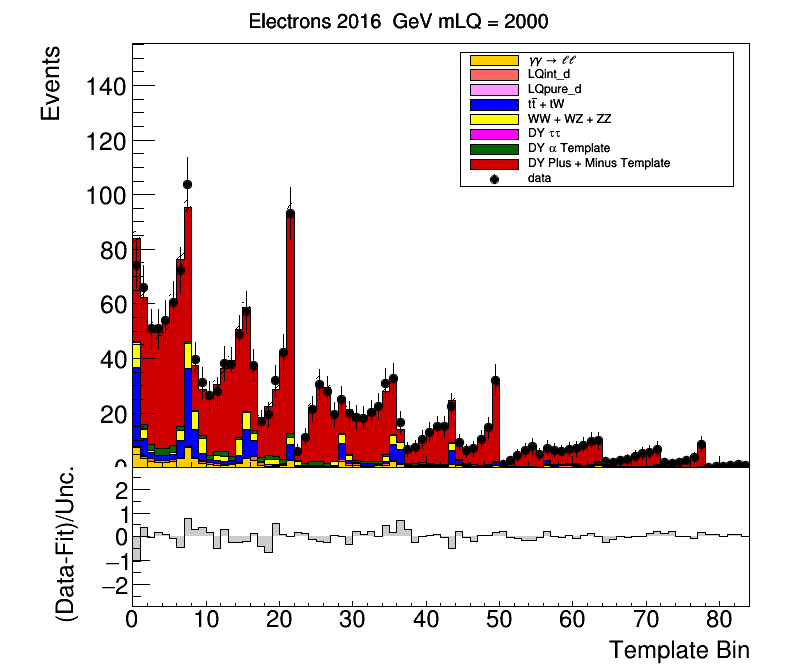 Electrons 2016  GeV mLQ = 2000
Events
140
120
100
80
60
40
20
0
γγ → ℓℓ
LQint_d
LQpure_d
tt̄ + tW
WW + WZ + ZZ
DY ττ
DY α Template
DY Plus + Minus Template
data
(Data-Fit)/Unc.
2
1
0
−1
−2
0 10 20 30 40 50 60 70 80
Template Bin